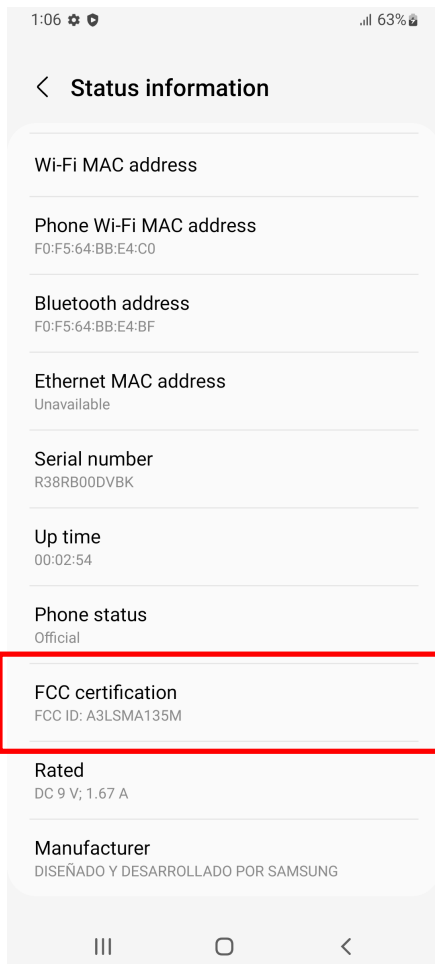 1:06 63%
Status information
Wi-Fi MAC address
Phone Wi-Fi MAC address
F0:F5:64:BB:E4:C0
Bluetooth address
F0:F5:64:BB:E4:BF
Ethernet MAC address
Unavailable
Serial number
R38RB00DVBK
Up time
00:02:54
Phone status
Official
FCC certification
FCC ID: A3LSMA135M
Rated
DC 9 V; 1.67 A
Manufacturer
DISEÑADO Y DESARROLLADO POR SAMSUNG